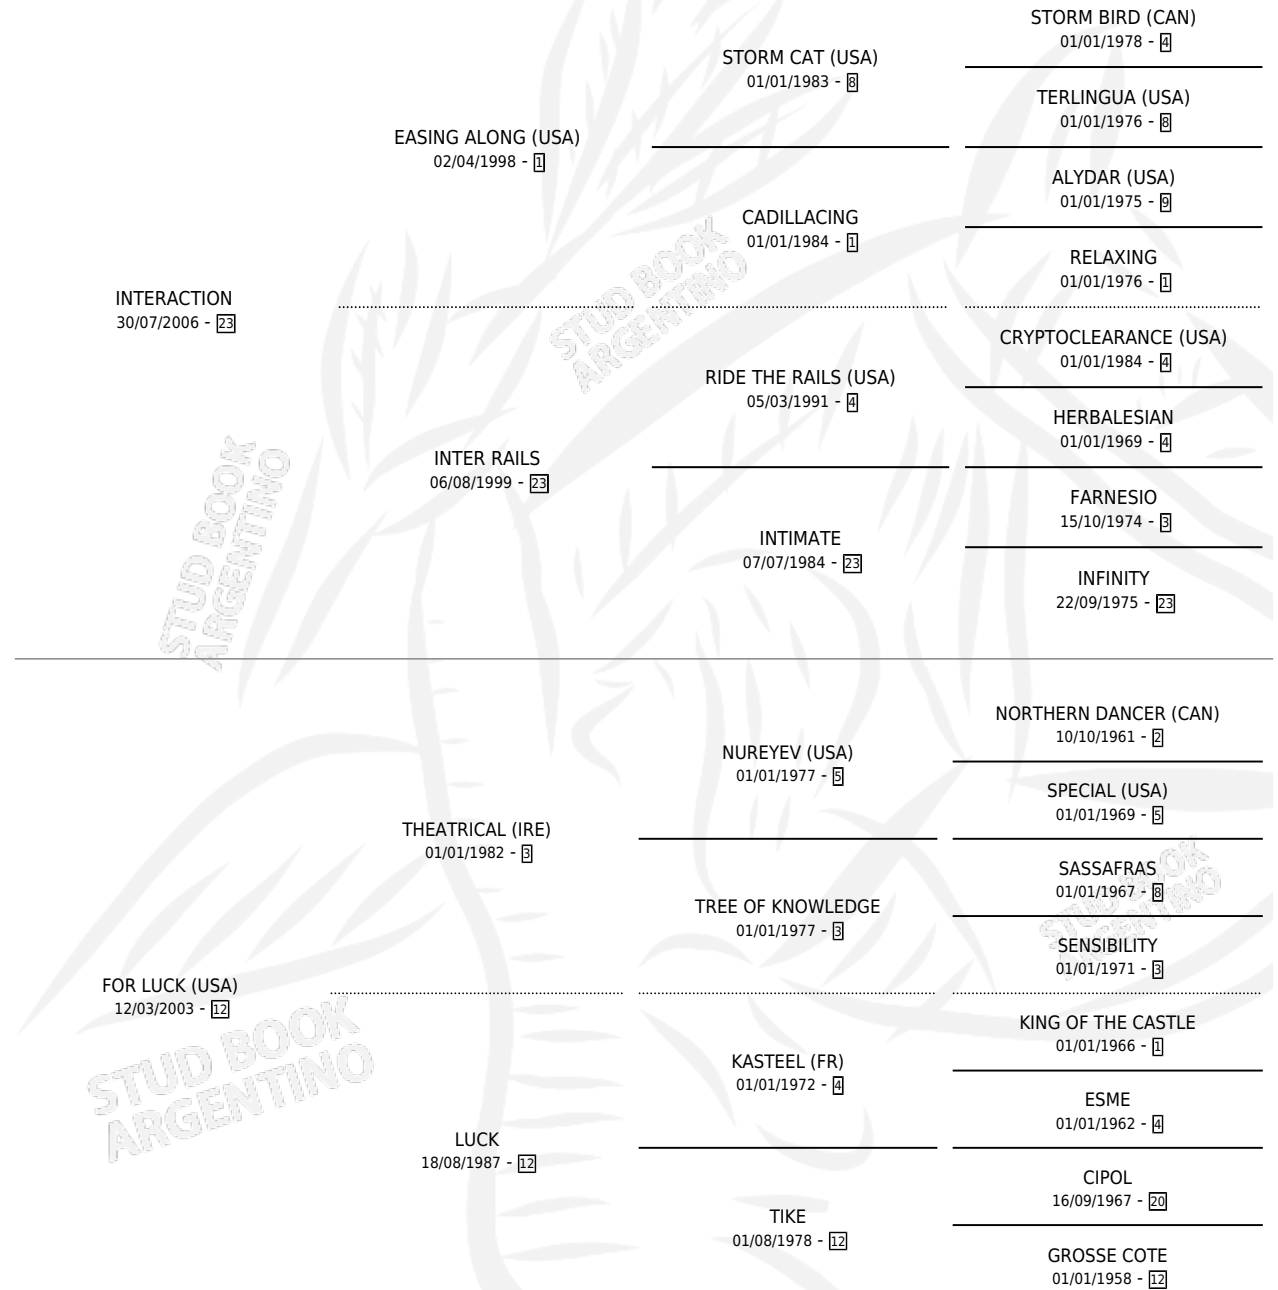 STORM BIRD (CAN)
01/01/1978 - 4
STORM CAT (USA)
01/01/1983 - 8
TERLINGUA (USA)
01/01/1976 - 8
EASING ALONG (USA)
02/04/1998 - 1
ALYDAR (USA)
01/01/1975 - 9
CADILLACING
01/01/1984 - 1
RELAXING
01/01/1976 - 1
STUD BOOK
ARGENTINO
INTERACTION
30/07/2006 - 23
CRYPTOCLEARANCE (USA)
01/01/1984 - 4
RIDE THE RAILS (USA)
05/03/1991 - 4
HERBALESIAN
01/01/1969 - 4
INTER RAILS
06/08/1999 - 23
FARNESIO
15/10/1974 - 3
INTIMATE
07/07/1984 - 23
INFINITY
22/09/1975 - 23
STUD BOOK
ARGENTINO
NORTHERN DANCER (CAN)
10/10/1961 - 2
NUREYEV (USA)
01/01/1977 - 5
SPECIAL (USA)
01/01/1969 - 5
THEATRICAL (IRE)
01/01/1982 - 3
SASSAFRAS
01/01/1967 - 8
TREE OF KNOWLEDGE
01/01/1977 - 3
SENSIBILITY
01/01/1971 - 3
STUD BOOK
ARGENTINO
FOR LUCK (USA)
12/03/2003 - 12
KING OF THE CASTLE
01/01/1966 - 1
KASTEEL (FR)
01/01/1972 - 4
ESME
01/01/1962 - 4
STUD BOOK
ARGENTINO
LUCK
18/08/1987 - 12
CIPOL
16/09/1967 - 20
TIKE
01/08/1978 - 12
GROSSE COTE
01/01/1958 - 12